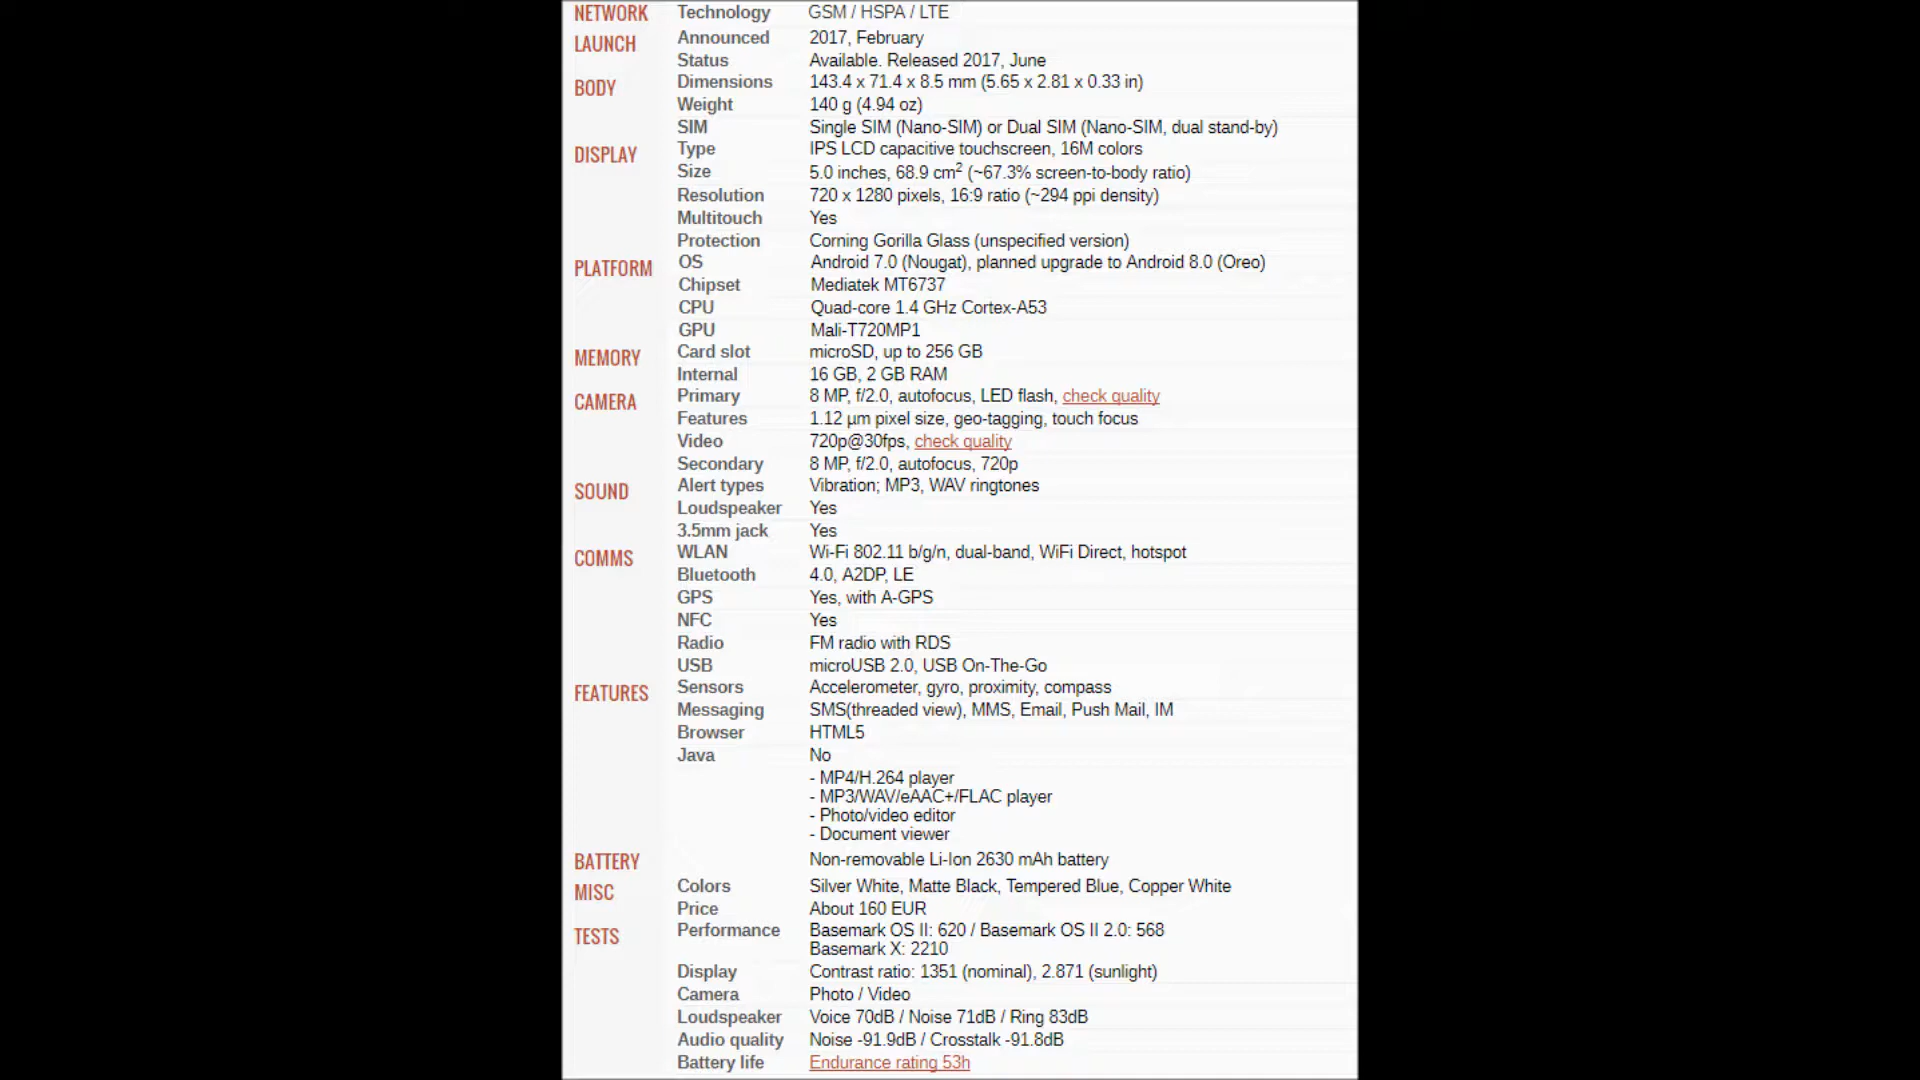 NETWORK Technology GSM / HSPA / LTE
LAUNCH Announced 2017, February
Status Available. Released 2017, June
BODY Dimensions 143.4 x 71.4 x 8.5 mm (5.65 x 2.81 x 0.33 in)
Weight 140 g (4.94 oz)
SIM Single SIM (Nano-SIM) or Dual SIM (Nano-SIM, dual stand-by)
DISPLAY Type IPS LCD capacitive touchscreen, 16M colors
Size 5.0 inches, 68.9 cm² (~67.3% screen-to-body ratio)
Resolution 720 x 1280 pixels, 16:9 ratio (~294 ppi density)
Multitouch Yes
Protection Corning Gorilla Glass (unspecified version)
PLATFORM OS Android 7.0 (Nougat), planned upgrade to Android 8.0 (Oreo)
Chipset Mediatek MT6737
CPU Quad-core 1.4 GHz Cortex-A53
GPU Mali-T720MP1
MEMORY Card slot microSD, up to 256 GB
Internal 16 GB, 2 GB RAM
CAMERA Primary 8 MP, f/2.0, autofocus, LED flash, check quality
Features 1.12 µm pixel size, geo-tagging, touch focus
Video 720p@30fps, check quality
Secondary 8 MP, f/2.0, autofocus, 720p
SOUND Alert types Vibration; MP3, WAV ringtones
Loudspeaker Yes
3.5mm jack Yes
COMMS WLAN Wi-Fi 802.11 b/g/n, dual-band, WiFi Direct, hotspot
Bluetooth 4.0, A2DP, LE
GPS Yes, with A-GPS
NFC Yes
Radio FM radio with RDS
USB microUSB 2.0, USB On-The-Go
FEATURES Sensors Accelerometer, gyro, proximity, compass
Messaging SMS(threaded view), MMS, Email, Push Mail, IM
Browser HTML5
Java No
- MP4/H.264 player
- MP3/WAV/eAAC+/FLAC player
- Photo/video editor
- Document viewer
BATTERY Non-removable Li-Ion 2630 mAh battery
MISC Colors Silver White, Matte Black, Tempered Blue, Copper White
Price About 160 EUR
TESTS Performance Basemark OS II: 620 / Basemark OS II 2.0: 568
Basemark X: 2210
Display Contrast ratio: 1351 (nominal), 2.871 (sunlight)
Camera Photo / Video
Loudspeaker Voice 70dB / Noise 71dB / Ring 83dB
Audio quality Noise -91.9dB / Crosstalk -91.8dB
Battery life Endurance rating 53h